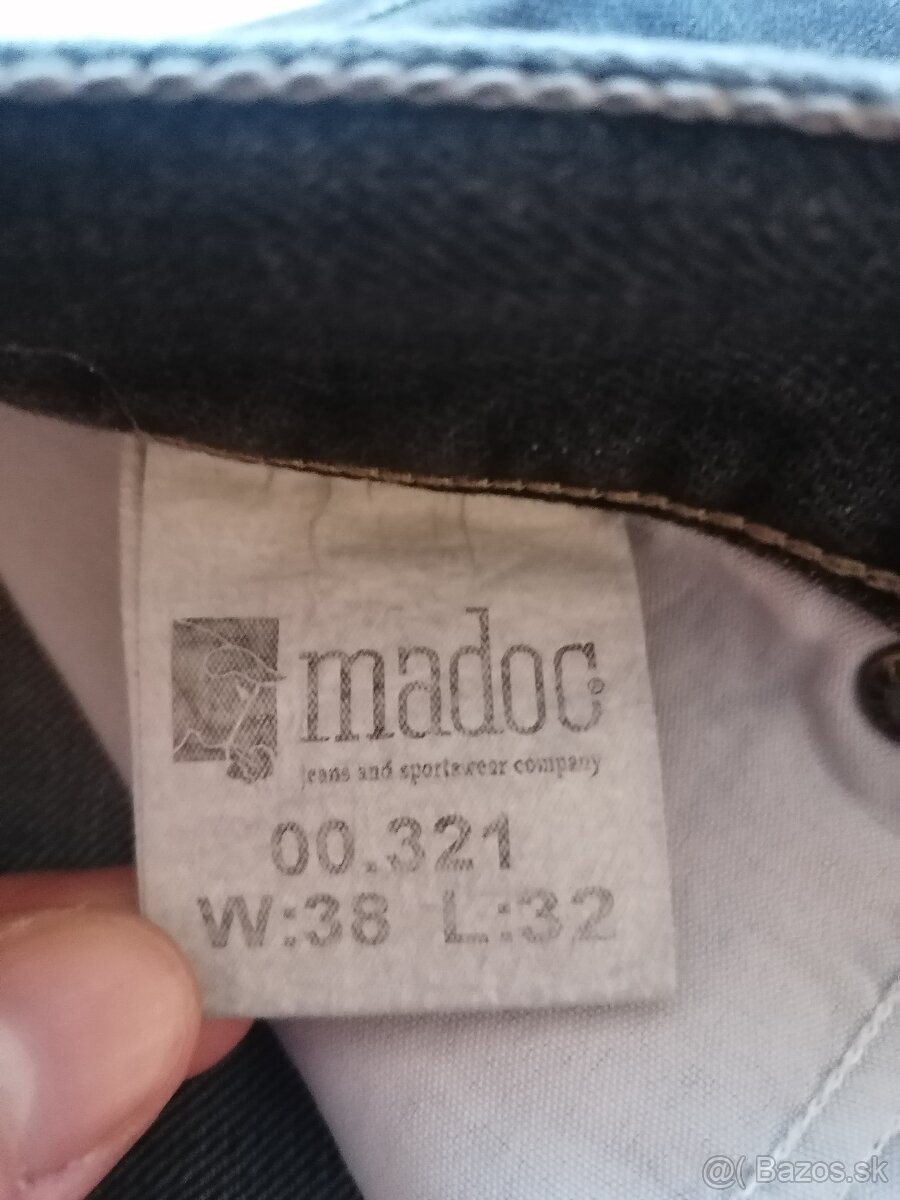 madoc®
jeans and sportswear company
00.321
W:38 L:32
@( Bazos.sk